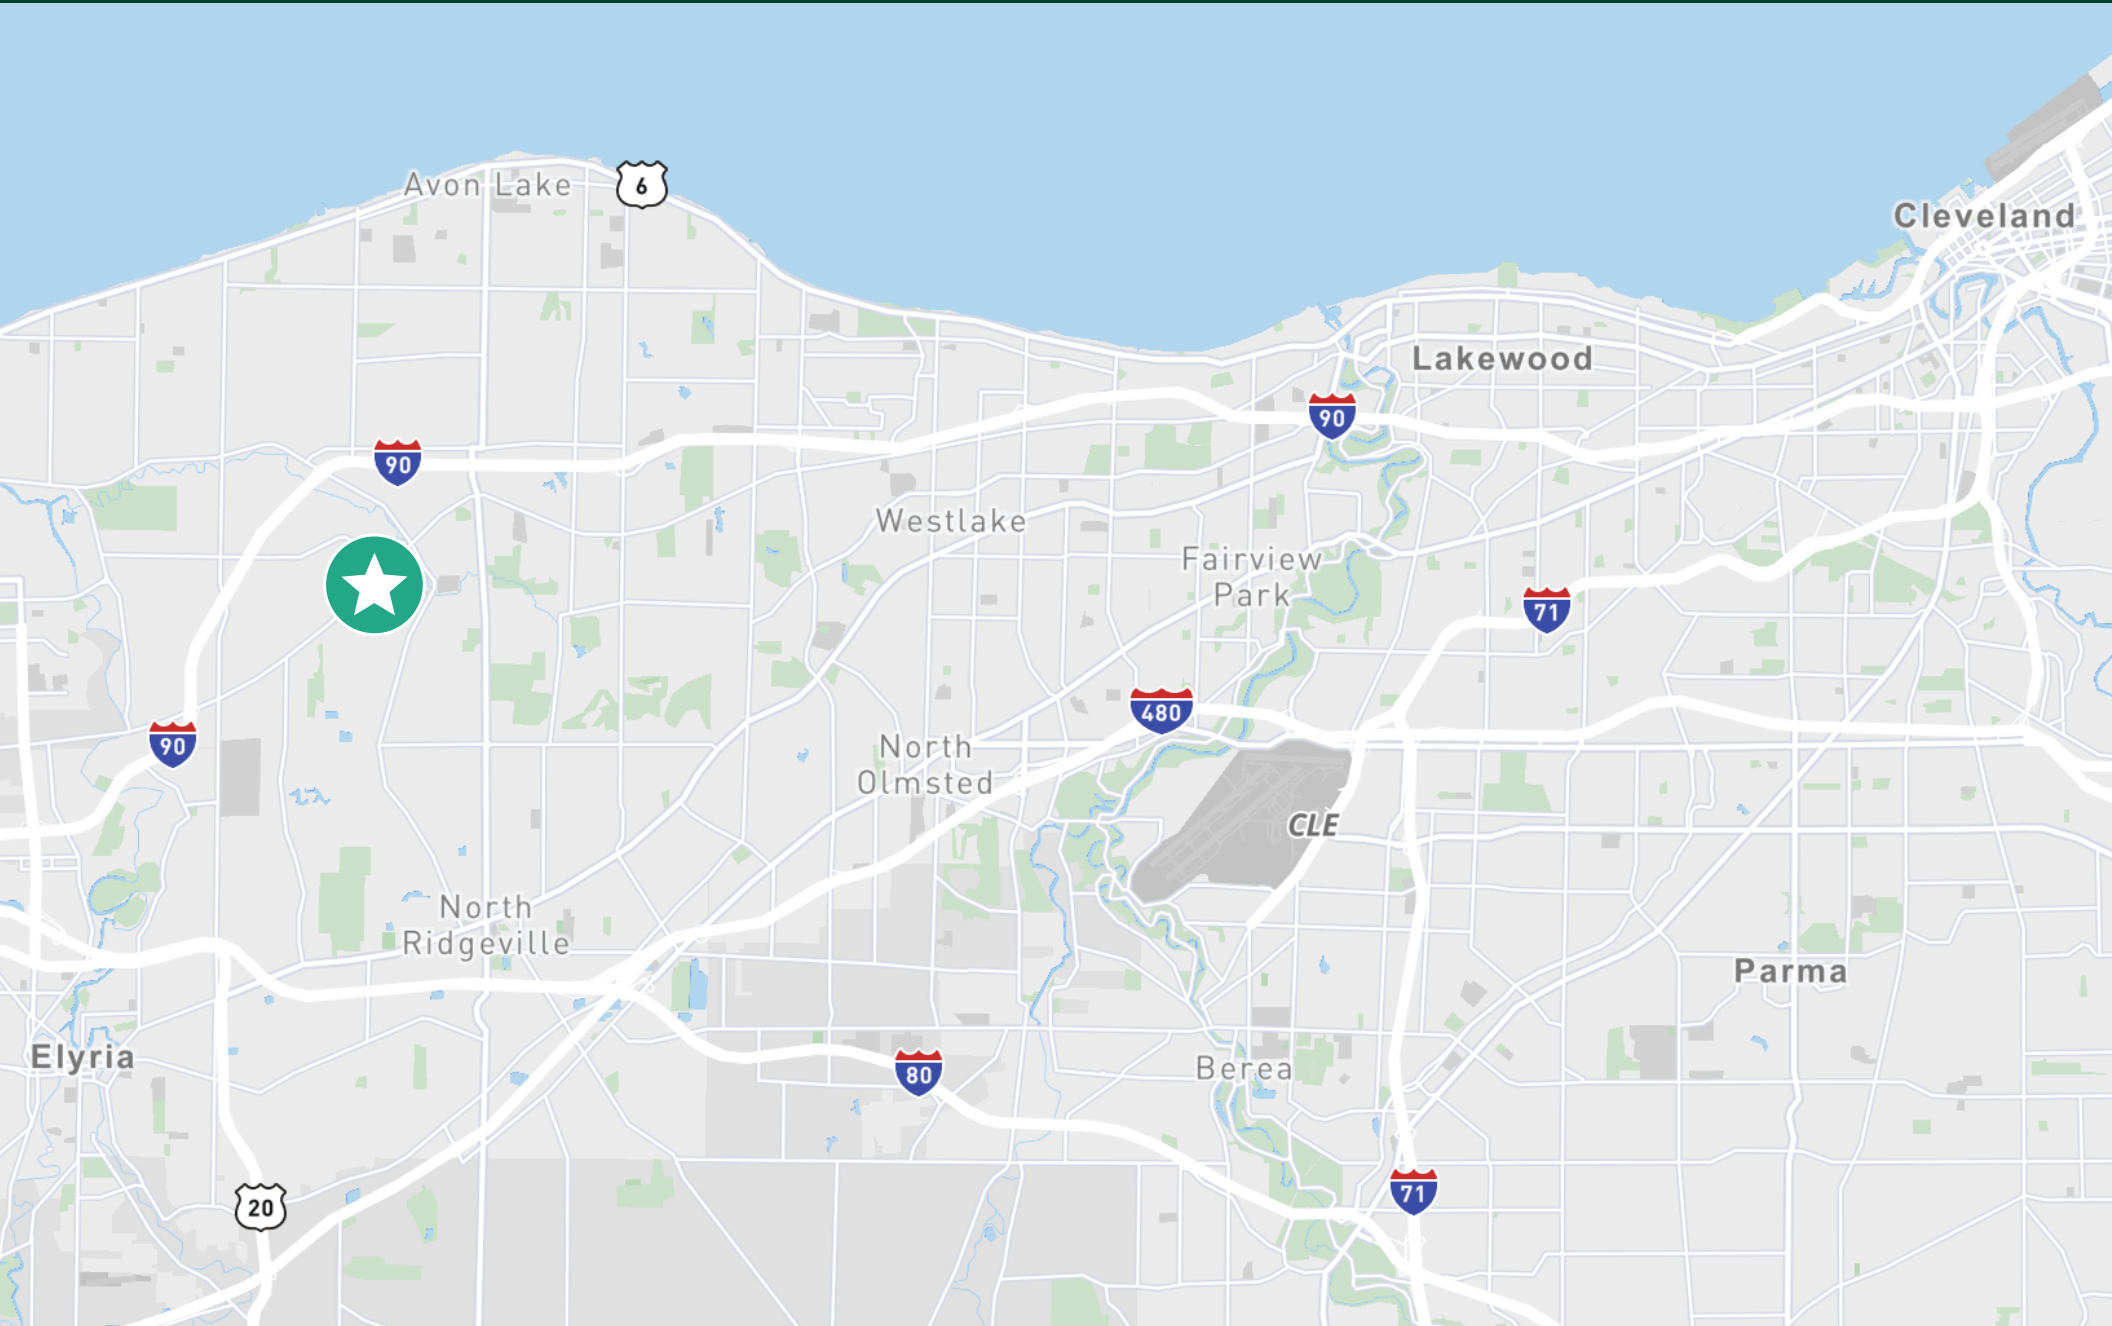 Avon Lake
6
Cleveland
Lakewood
90
90
Westlake
Fairview
Park
71
480
90
North
Olmsted
CLE
North
Ridgeville
Parma
Elyria
80
Berea
71
20